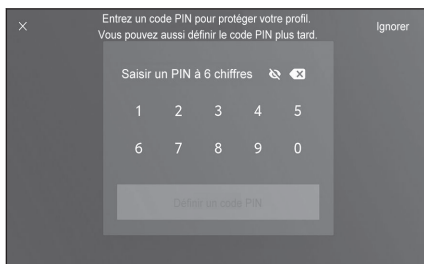 Entrez un code PIN pour protéger votre profil.
Vous pouvez aussi définir le code PIN plus tard.
Ignorer
Saisir un PIN à 6 chiffres
1 2 3 4 5
6 7 8 9 0
Définir un code PIN